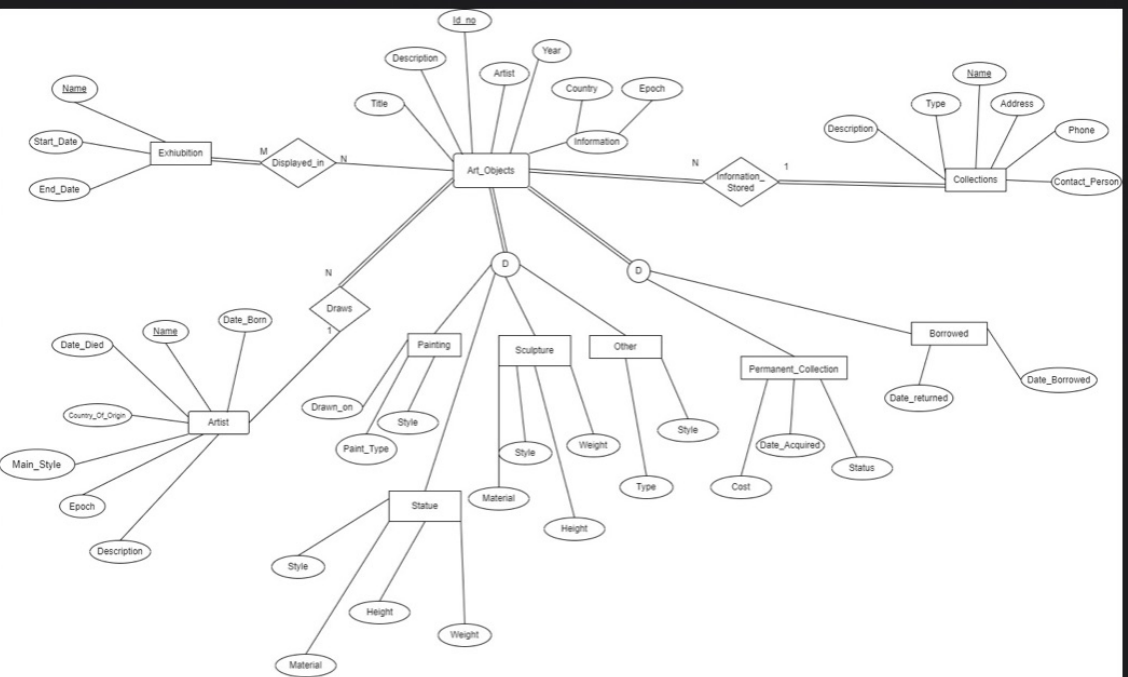 Id_no
Year
Description
Artist
Name
Country
Epoch
Name
Title
Type
Address
Description
Phone
Start_Date
Information
M
Exhiubition
Displayed_in
N
N
1
Art_Objects
Infornation_
Stored
Collections
Contact_Person
End_Date
D
D
N
Draws
1
Date_Born
Name
Date_Died
Painting
Sculpture
Other
Borrowed
Permanent_Collection
Date_Borrowed
Country_Of_Origin
Artist
Drawn_on
Style
Date_returned
Paint_Type
Style
Weight
Style
Date_Acquired
Main_Style
Status
Epoch
Material
Type
Cost
Statue
Height
Description
Style
Height
Weight
Material